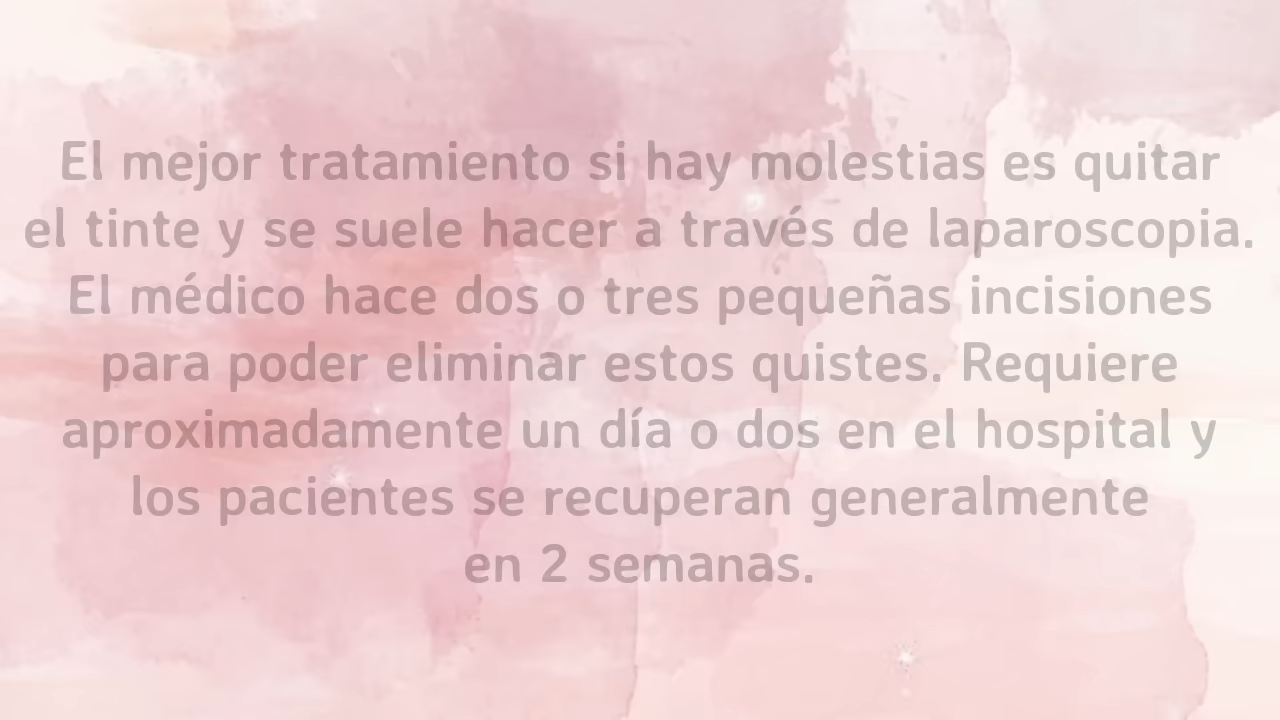 El mejor tratamiento si hay molestias es quitar
el tinte y se suele hacer a través de laparoscopia.
El médico hace dos o tres pequeñas incisiones
para poder eliminar estos quistes. Requiere
aproximadamente un día o dos en el hospital y
los pacientes se recuperan generalmente
en 2 semanas.